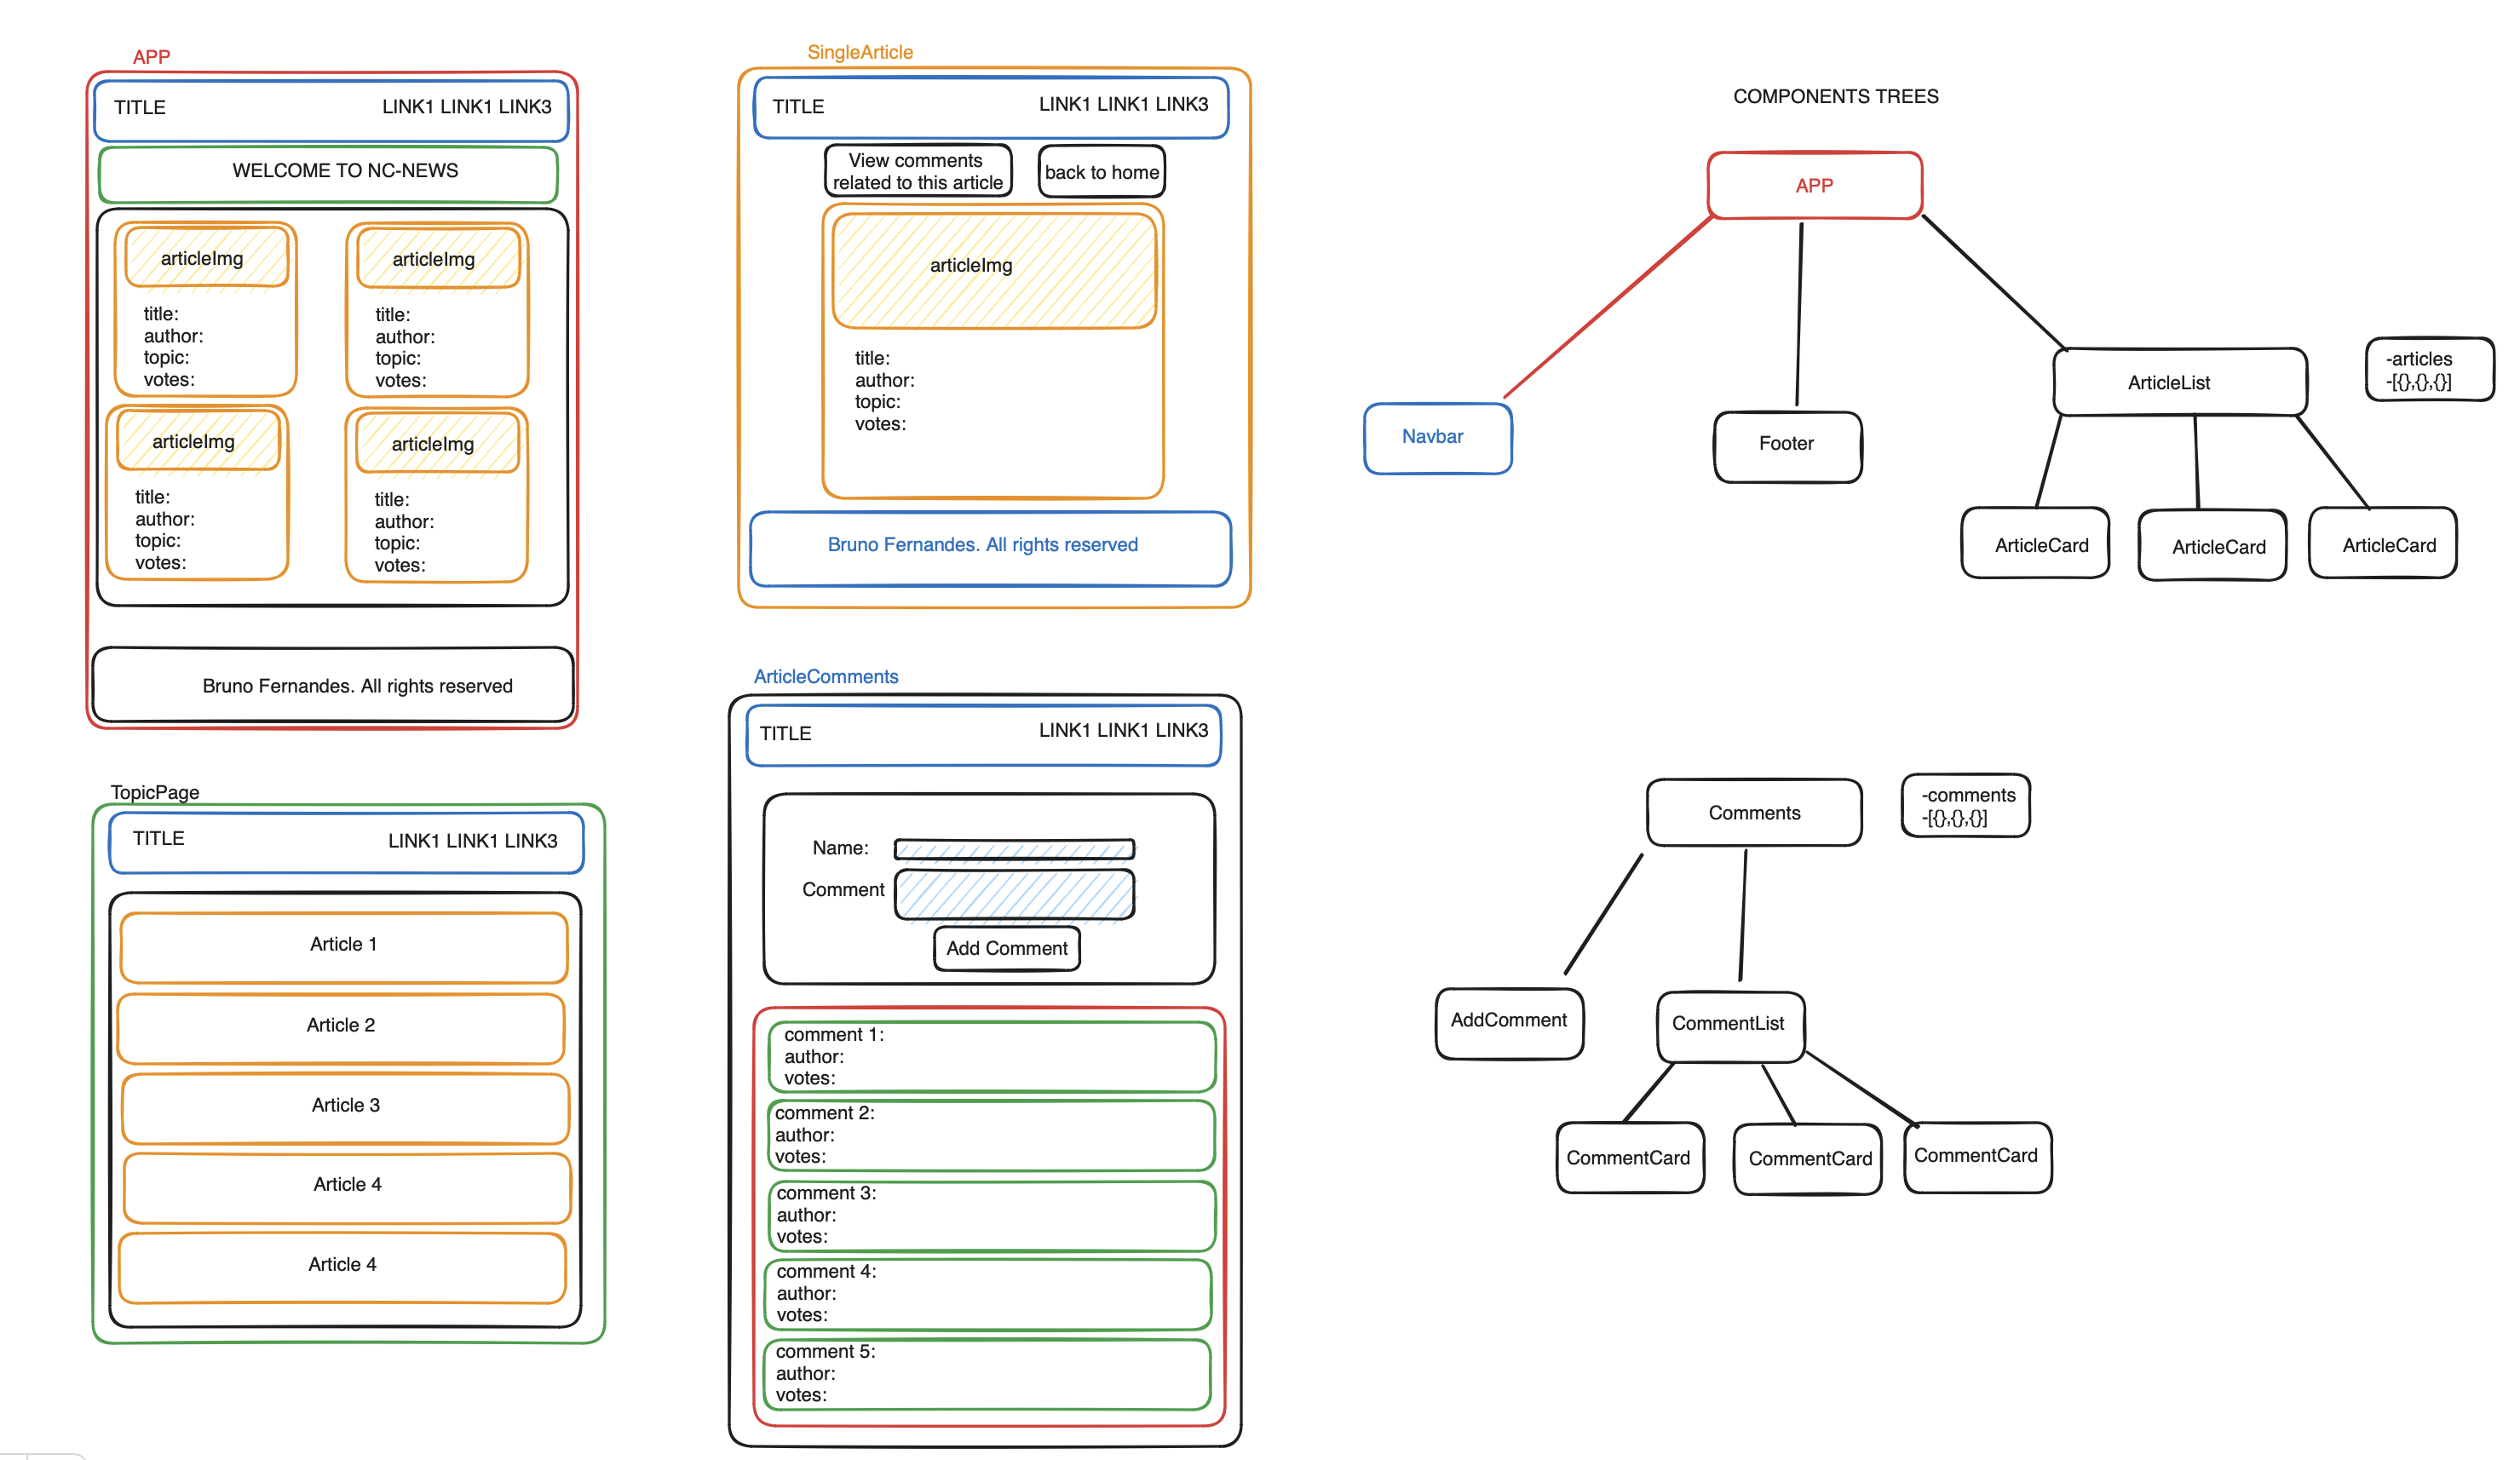 APP
TITLE
LINK1 LINK1 LINK3
WELCOME TO NC-NEWS
articleImg
title:
author:
topic:
votes:
articleImg
title:
author:
topic:
votes:
articleImg
title:
author:
topic:
votes:
articleImg
title:
author:
topic:
votes:
Bruno Fernandes. All rights reserved
SingleArticle
TITLE
LINK1 LINK1 LINK3
View comments
related to this article
back to home
articleImg
title:
author:
topic:
votes:
Bruno Fernandes. All rights reserved
COMPONENTS TREES
APP
Navbar
Footer
ArticleList
-articles
-[{},{},{}]
ArticleCard
ArticleCard
ArticleCard
TopicPage
TITLE
LINK1 LINK1 LINK3
Article 1
Article 2
Article 3
Article 4
Article 4
ArticleComments
TITLE
LINK1 LINK1 LINK3
Name:
Comment
Add Comment
comment 1:
author:
votes:
comment 2:
author:
votes:
comment 3:
author:
votes:
comment 4:
author:
votes:
comment 5:
author:
votes:
Comments
-comments
-[{},{},{}]
AddComment
CommentList
CommentCard
CommentCard
CommentCard